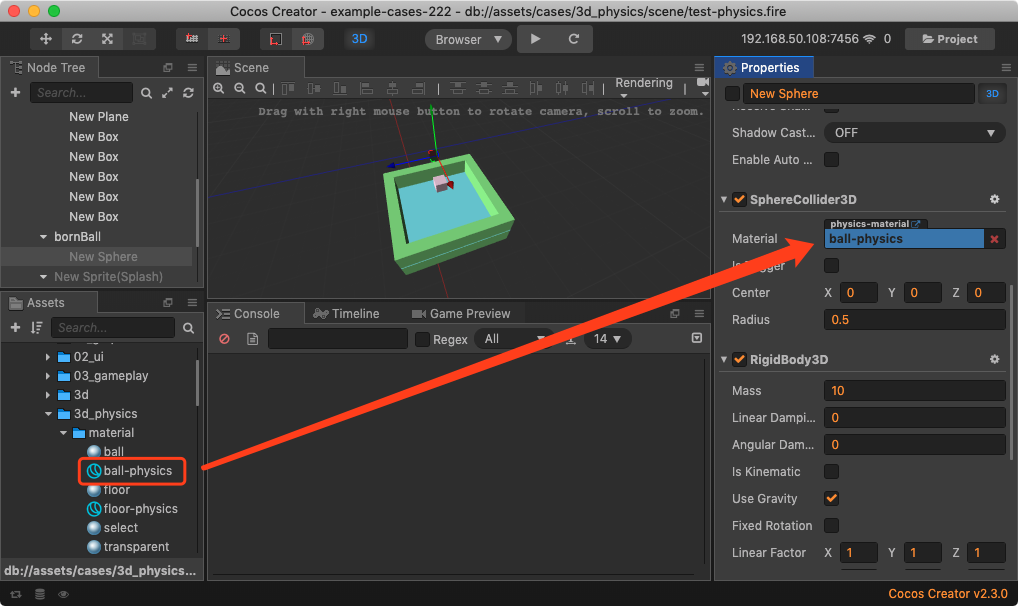 Cocos Creator - example-cases-222 - db://assets/cases/3d_physics/scene/test-physics.fire
3D
Browser
192.168.50.108:7456
0
Project
Node Tree
Search...
New Plane
New Box
New Box
New Box
New Box
New Box
bornBall
New Sphere
New Sprite(Splash)
Assets
Search...
02_ui
03_gameplay
3d
3d_physics
material
ball
ball-physics
floor
floor-physics
select
transparent
db://assets/cases/3d_physics...
Scene
Rendering
Drag with right mouse button to rotate camera, scroll to zoom.
Console
Timeline
Game Preview
Regex
All
14
Properties
New Sphere
3D
Shadow Cast...
OFF
Enable Auto ...
SphereCollider3D
physics-material
Material
ball-physics
Is Trigger
Center
X 0 Y 0 Z 0
Radius
0.5
RigidBody3D
Mass
10
Linear Dampi...
0
Angular Dam...
0
Is Kinematic
Use Gravity
Fixed Rotation
Linear Factor
X 1 Y 1 Z 1
Cocos Creator v2.3.0